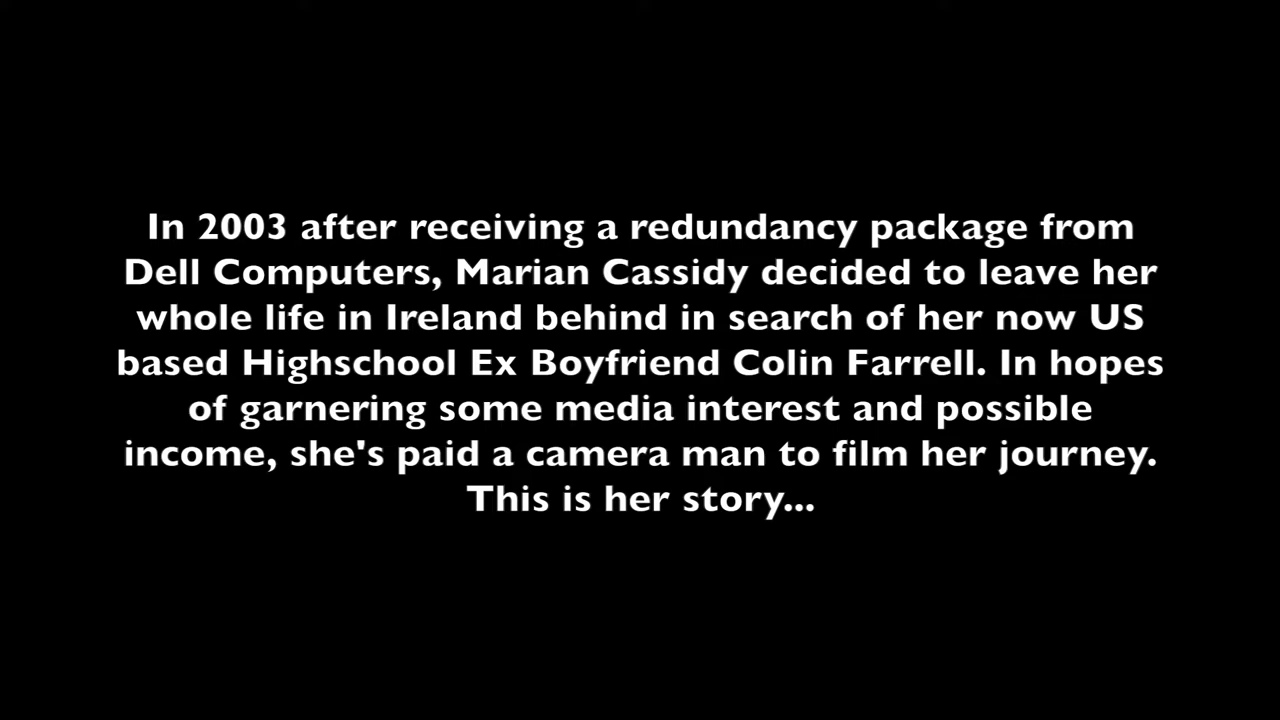 In 2003 after receiving a redundancy package from
Dell Computers, Marian Cassidy decided to leave her
whole life in Ireland behind in search of her now US
based Highschool Ex Boyfriend Colin Farrell. In hopes
of garnering some media interest and possible
income, she's paid a camera man to film her journey.
This is her story...